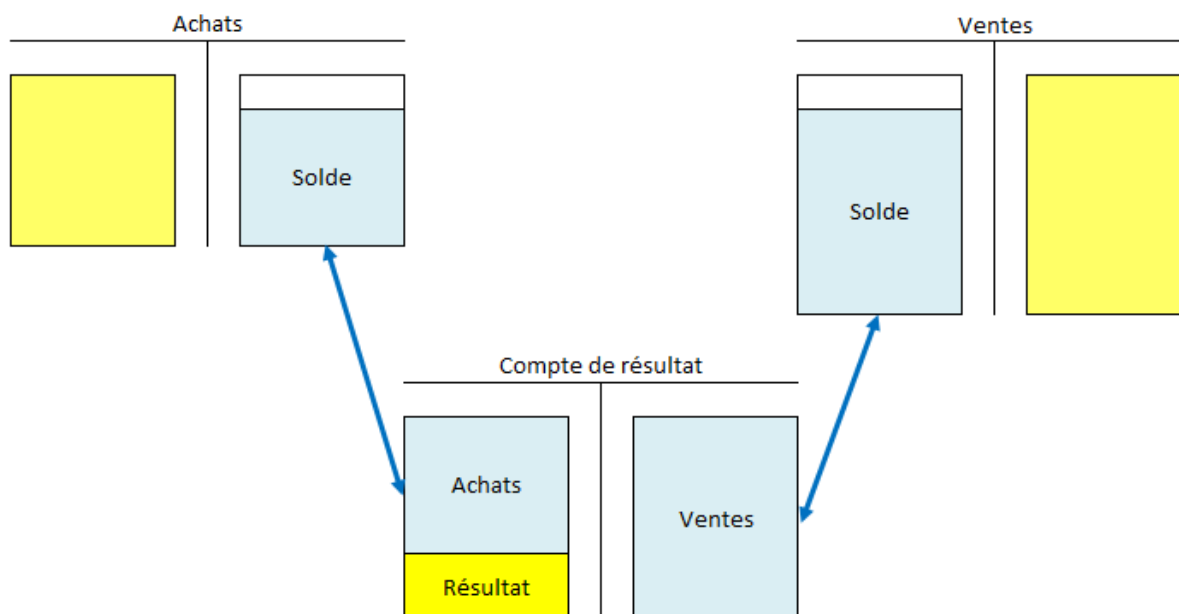 Achats
Ventes
Solde
Solde
Compte de résultat
Achats
Ventes
Résultat